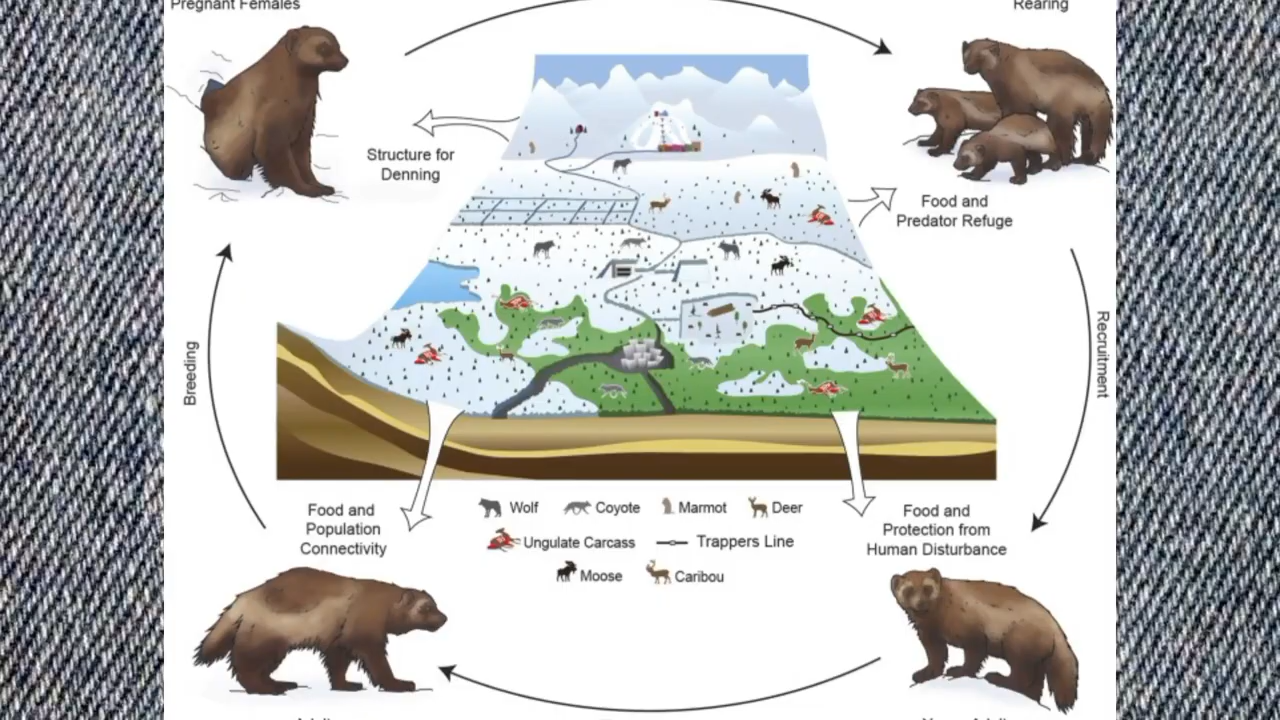 Pregnant Females
Rearing
Structure for
Denning
Food and
Predator Refuge
Breeding
Recruitment
Food and
Population
Connectivity
Food and
Protection from
Human Disturbance
Wolf
Coyote
Marmot
Deer
Ungulate Carcass
Trappers Line
Moose
Caribou